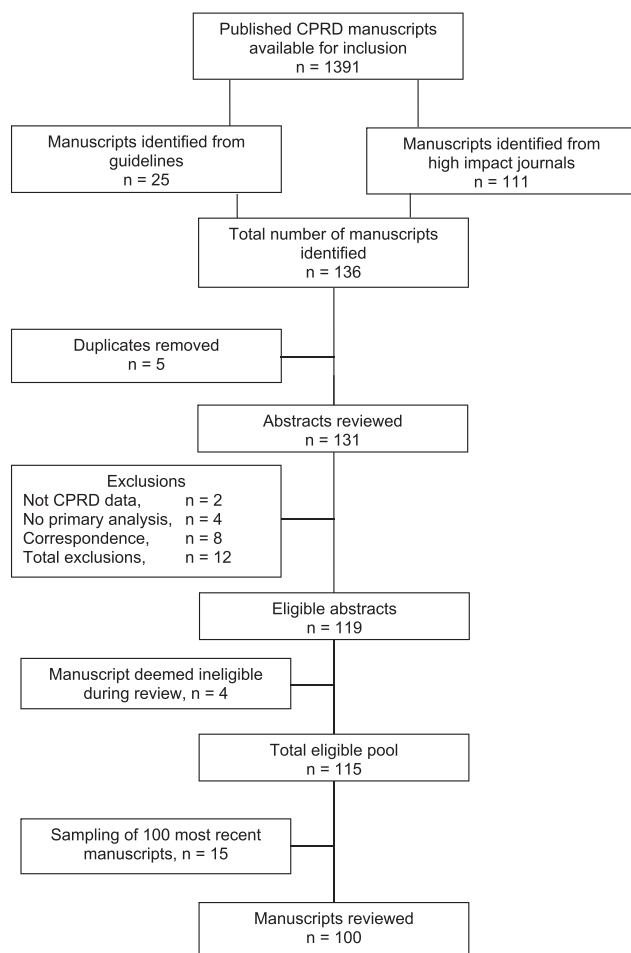 Published CPRD manuscripts
available for inclusion
n = 1391
Manuscripts identified from
guidelines
n = 25
Manuscripts identified from
high impact journals
n = 111
Total number of manuscripts
identified
n = 136
Duplicates removed
n = 5
Abstracts reviewed
n = 131
Exclusions
Not CPRD data, n = 2
No primary analysis, n = 4
Correspondence, n = 8
Total exclusions, n = 12
Eligible abstracts
n = 119
Manuscript deemed ineligible
during review, n = 4
Total eligible pool
n = 115
Sampling of 100 most recent
manuscripts, n = 15
Manuscripts reviewed
n = 100